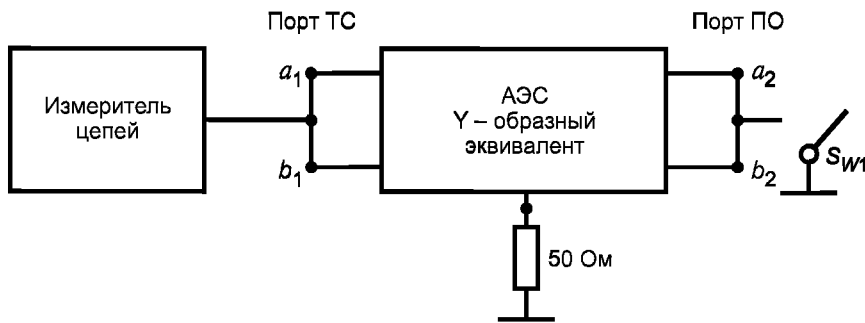 Порт ТС
Порт ПО
Измеритель
цепей
a1
b1
АЭС
Y – образный
эквивалент
a2
b2
SW1
50 Ом